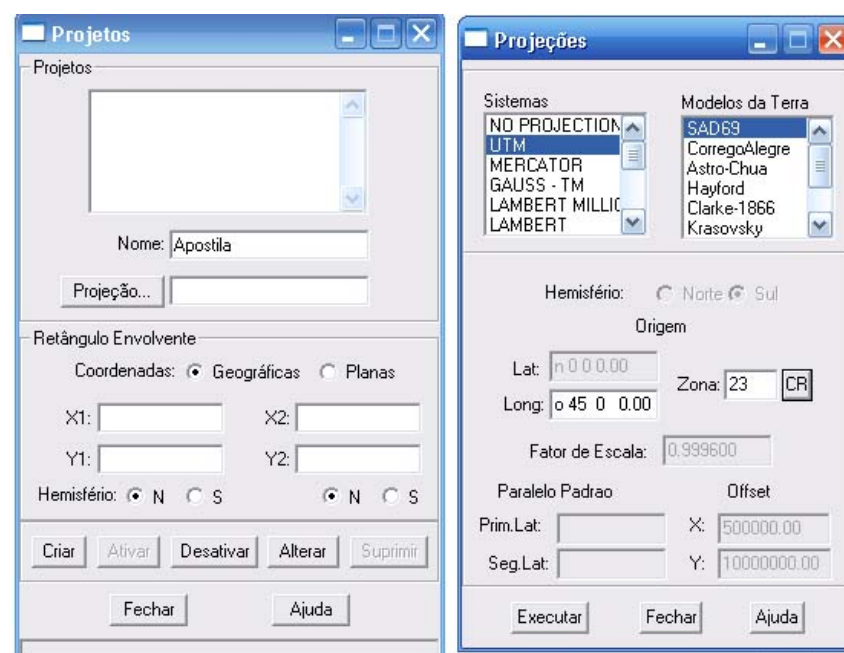 Projetos
Projetos
Nome: Apostila
Projeção...
Retângulo Envolvente
Coordenadas: Geográficas Planas
X1: X2:
Y1: Y2:
Hemisfério: N S N S
Criar Ativar Desativar Alterar Suprimir
Fechar Ajuda
Projeções
Sistemas Modelos da Terra
NO PROJECTION SAD69
UTM CorregoAlegre
MERCATOR Astro-Chua
GAUSS - TM Hayford
LAMBERT MILLIC Clarke-1866
LAMBERT Krasovsky
Hemisfério: Norte Sul
Origem
Lat: n 0 0 0.00
Zona: 23 CR
Long: o 45 0 0.00
Fator de Escala: 0.999600
Paralelo Padrao Offset
Prim.Lat: X: 500000.00
Seg.Lat: Y: 10000000.00
Executar Fechar Ajuda